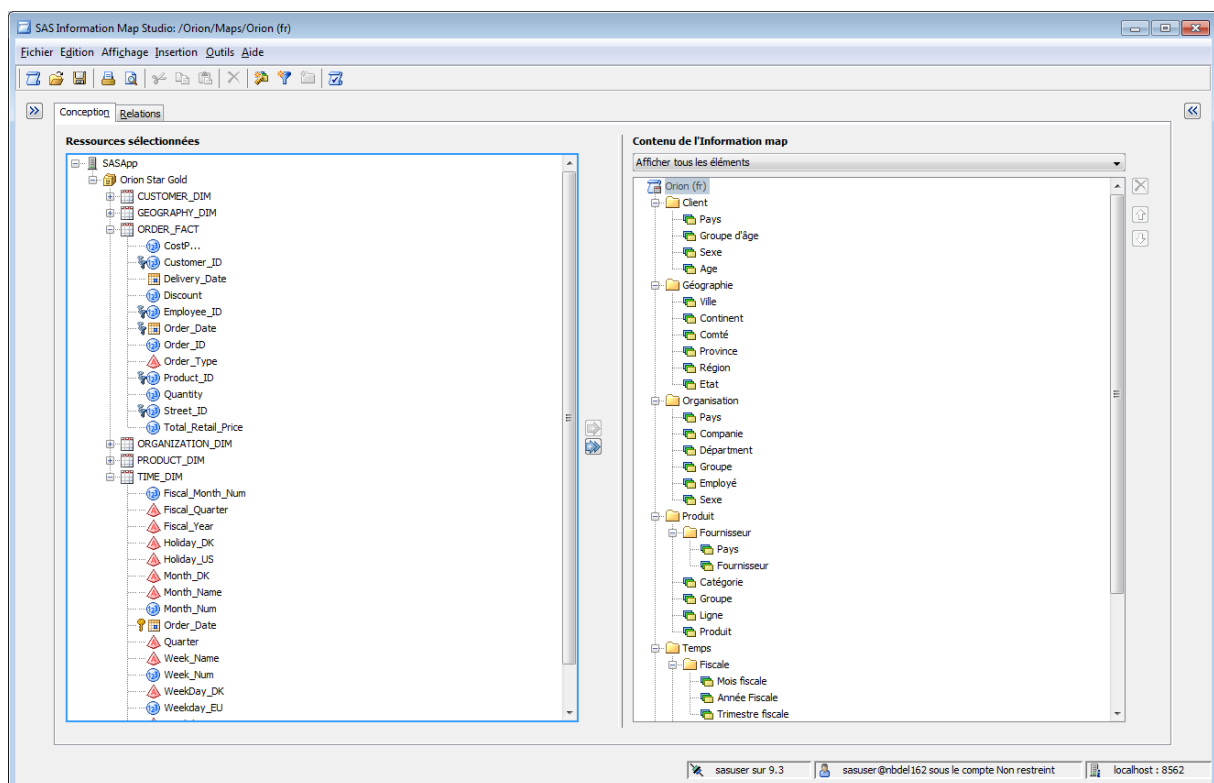 SAS Information Map Studio: /Orion/Maps/Orion (fr)
Fichier Edition Affichage Insertion Outils Aide
Conception Relations
Ressources sélectionnées
SASApp
Orion Star Gold
CUSTOMER_DIM
GEOGRAPHY_DIM
ORDER_FACT
CostP...
Customer_ID
Delivery_Date
Discount
Employee_ID
Order_Date
Order_ID
Order_Type
Product_ID
Quantity
Street_ID
Total_Retail_Price
ORGANIZATION_DIM
PRODUCT_DIM
TIME_DIM
Fiscal_Month_Num
Fiscal_Quarter
Fiscal_Year
Holiday_DK
Holiday_US
Month_DK
Month_Name
Month_Num
Order_Date
Quarter
Week_Name
Week_Num
WeekDay_DK
Weekday_EU
Contenu de l'Information map
Afficher tous les éléments
Orion (fr)
Client
Pays
Groupe d'âge
Sexe
Age
Géographie
Ville
Continent
Comté
Province
Région
Etat
Organisation
Pays
Companie
Départment
Groupe
Employé
Sexe
Produit
Fournisseur
Pays
Fournisseur
Catégorie
Groupe
Ligne
Produit
Temps
Fiscale
Mois fiscale
Année Fiscale
Trimestre fiscale
sasuser sur 9.3
sasuser@nbdel162 sous le compte Non restreint
localhost : 8562